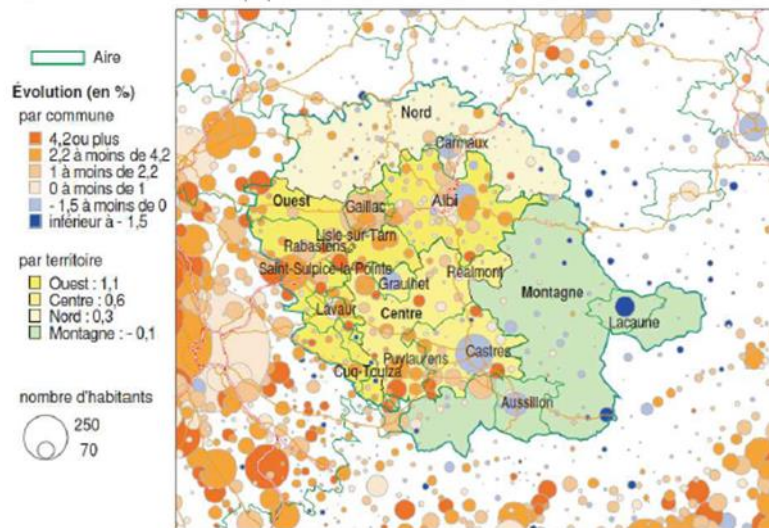 Aire
Évolution (en %)
par commune
4,2 ou plus
2,2 à moins de 4,2
1 à moins de 2,2
0 à moins de 1
- 1,5 à moins de 0
inférieur à - 1,5
par territoire
Ouest : 1,1
Centre : 0,6
Nord : 0,3
Montagne : - 0,1
nombre d'habitants
250
70
Nord
Carmaux
Ouest
Gaillac
Albi
Lisle-sur-Tarn
Rabastens
Saint-Sulpice-la-Pointe
Réalmont
Graulhet
Montagne
Lavaur
Centre
Lacaune
Puylaurens
Castres
Cuq-Toulza
Aussillon